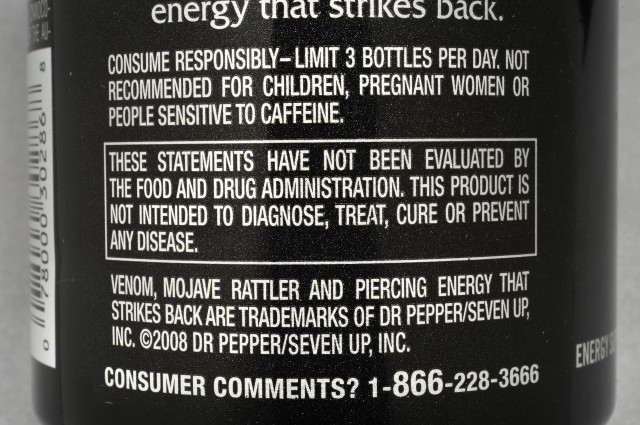 energy that strikes back.
CONSUME RESPONSIBLY–LIMIT 3 BOTTLES PER DAY. NOT
RECOMMENDED FOR CHILDREN, PREGNANT WOMEN OR
PEOPLE SENSITIVE TO CAFFEINE.
THESE STATEMENTS HAVE NOT BEEN EVALUATED BY
THE FOOD AND DRUG ADMINISTRATION. THIS PRODUCT IS
NOT INTENDED TO DIAGNOSE, TREAT, CURE OR PREVENT
ANY DISEASE.
VENOM, MOJAVE RATTLER AND PIERCING ENERGY THAT
STRIKES BACK ARE TRADEMARKS OF DR PEPPER/SEVEN UP,
INC. ©2008 DR PEPPER/SEVEN UP, INC.
CONSUMER COMMENTS? 1-866-228-3666
0 78000 30286 8
ENERGY